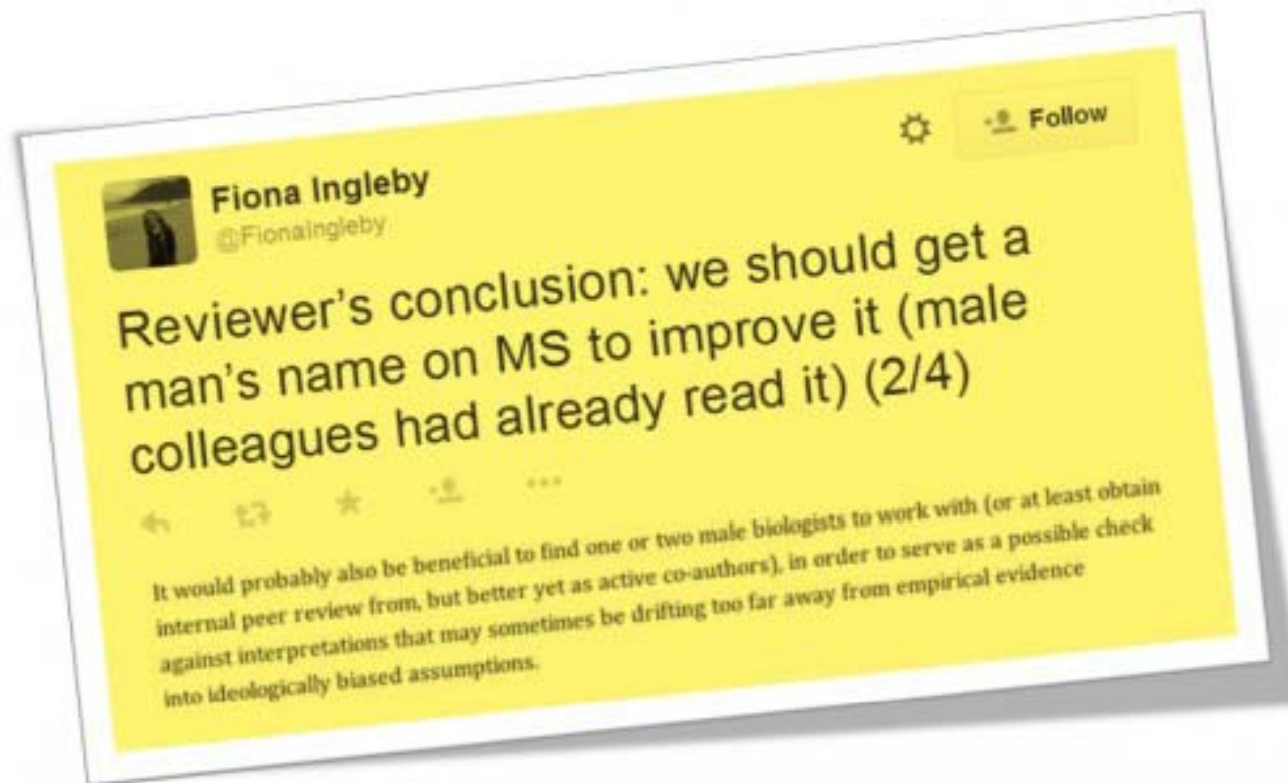 Fiona Ingleby
@FionaIngleby
Follow
Reviewer's conclusion: we should get a
man's name on MS to improve it (male
colleagues had already read it) (2/4)
It would probably also be beneficial to find one or two male biologists to work with (or at least obtain
internal peer review from, but better yet as active co-authors), in order to serve as a possible check
against interpretations that may sometimes be drifting too far away from empirical evidence
into ideologically biased assumptions.